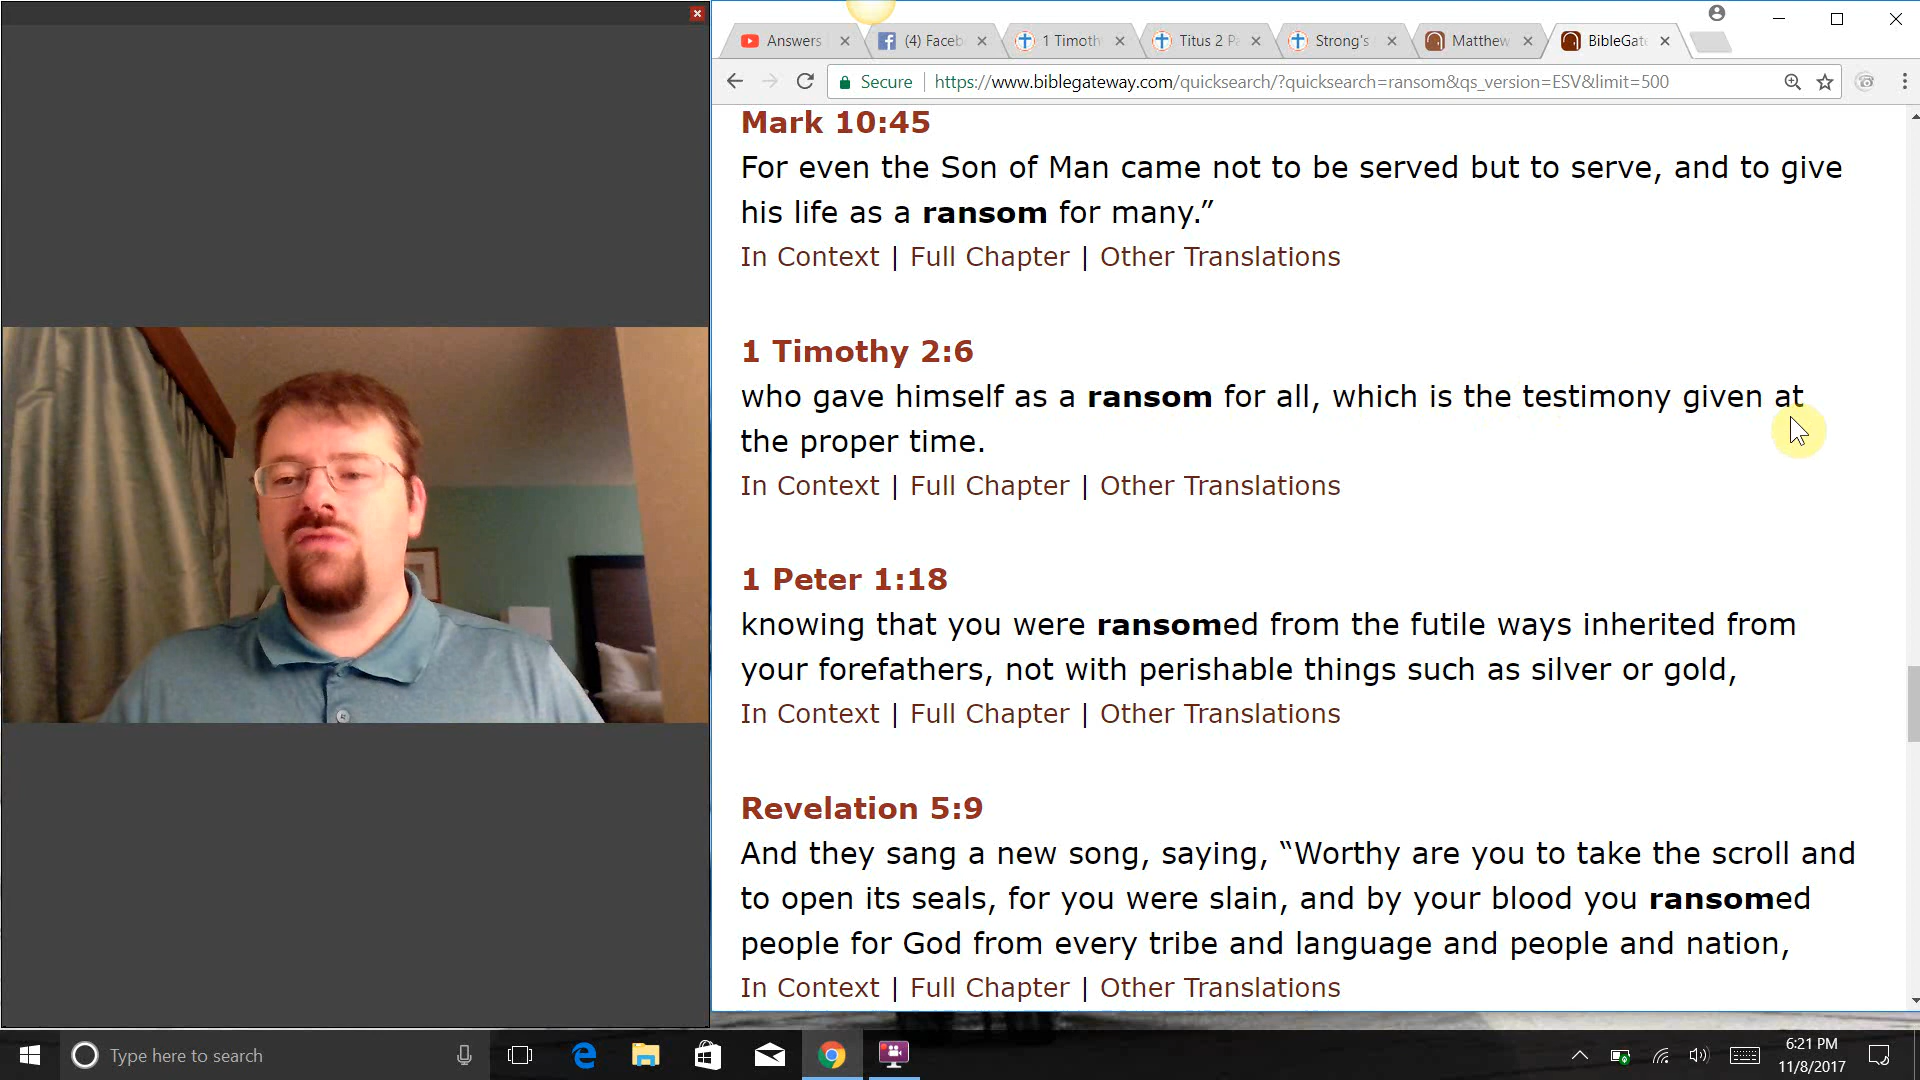 Answers
(4) Faceb
1 Timoth
Titus 2 Pa
Strong's
Matthew
BibleGate
Secure
https://www.biblegateway.com/quicksearch/?quicksearch=ransom&qs_version=ESV&limit=500
Mark 10:45
For even the Son of Man came not to be served but to serve, and to give
his life as a ransom for many.”
In Context | Full Chapter | Other Translations
1 Timothy 2:6
who gave himself as a ransom for all, which is the testimony given at
the proper time.
In Context | Full Chapter | Other Translations
1 Peter 1:18
knowing that you were ransomed from the futile ways inherited from
your forefathers, not with perishable things such as silver or gold,
In Context | Full Chapter | Other Translations
Revelation 5:9
And they sang a new song, saying, “Worthy are you to take the scroll and
to open its seals, for you were slain, and by your blood you ransomed
people for God from every tribe and language and people and nation,
In Context | Full Chapter | Other Translations
Type here to search
6:21 PM
11/8/2017